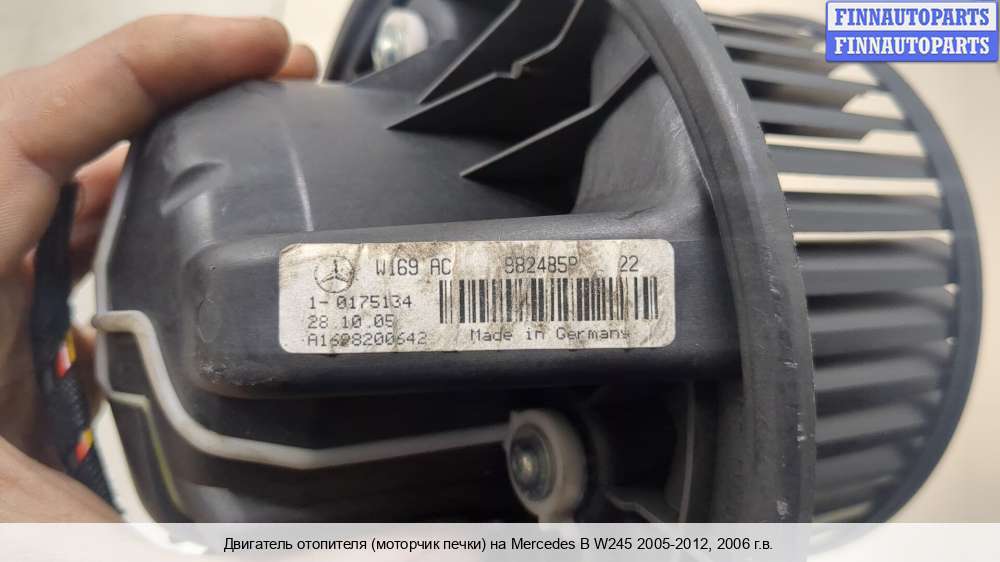 FINNAUTOPARTS
FINNAUTOPARTS
W169 AC 982485P 22
1- 0175134
28.10.05
A1698200642 Made in Germany
Двигатель отопителя (моторчик печки) на Mercedes B W245 2005-2012, 2006 г.в.